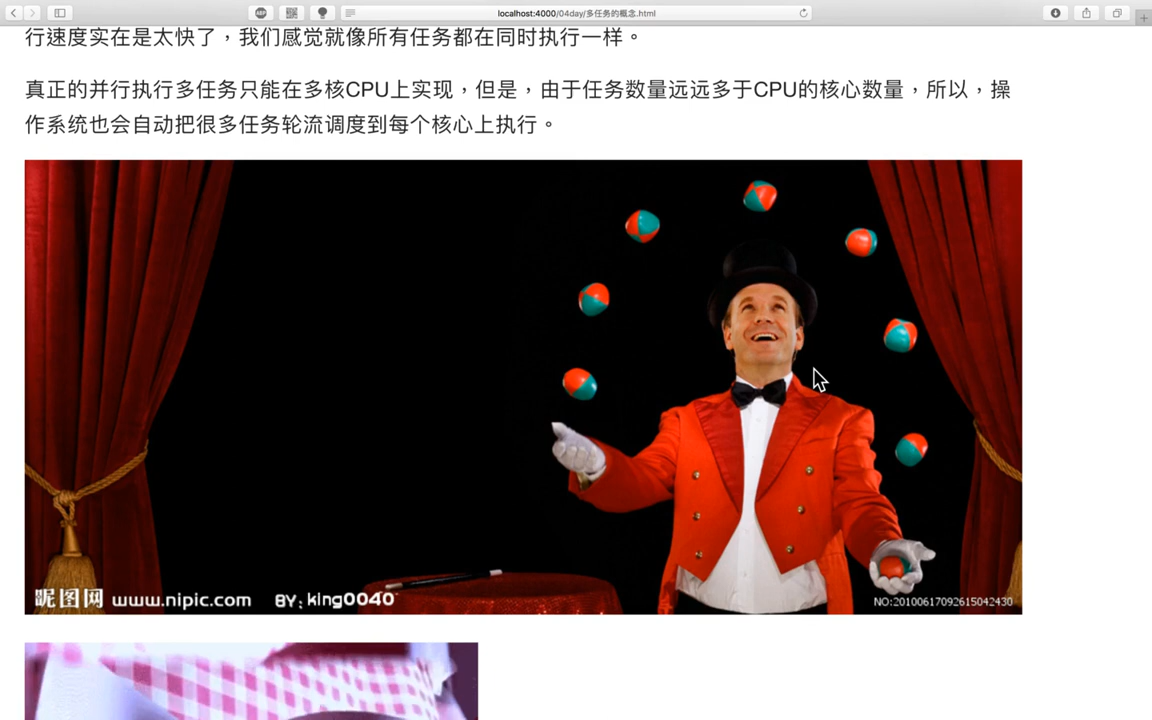 localhost:4000/04day/多任务的概念.html
ABP
行速度实在是太快了，我们感觉就像所有任务都在同时执行一样。
真正的并行执行多任务只能在多核CPU上实现，但是，由于任务数量远远多于CPU的核心数量，所以，操
作系统也会自动把很多任务轮流调度到每个核心上执行。
昵图网 www.nipic.com BY: king0040
NO:20100617092615042430